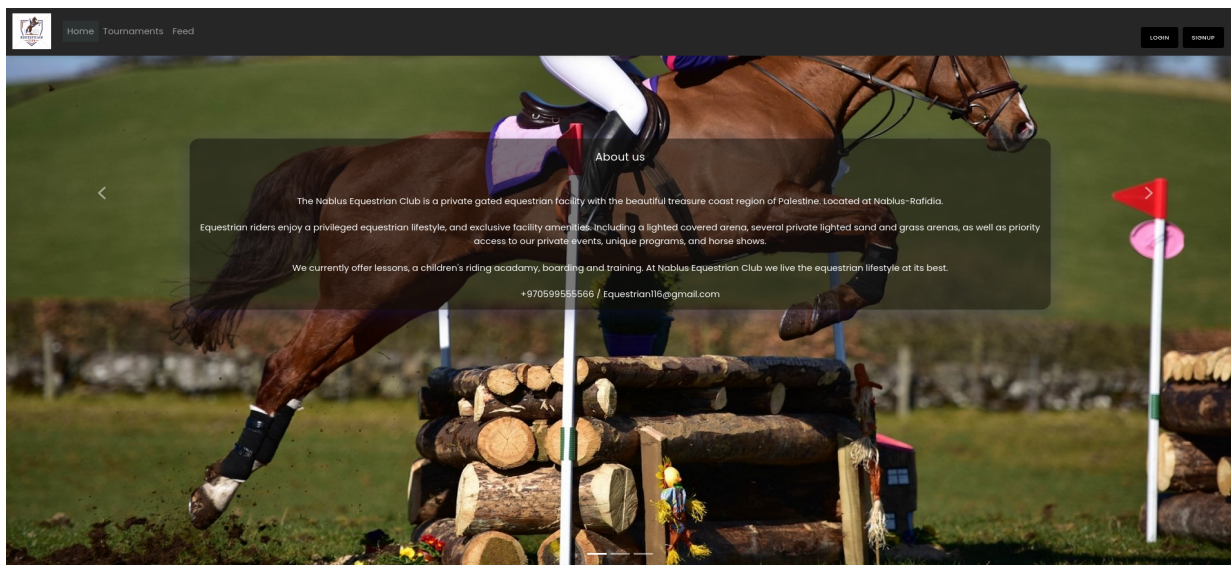 EQUESTRIAN
Home Tournaments Feed
LOGIN SIGNUP
About us
The Nablus Equestrian Club is a private gated equestrian facility with the beautiful treasure coast region of Palestine. Located at Nablus-Rafidia.
Equestrian riders enjoy a privileged equestrian lifestyle, and exclusive facility amenities. Including a lighted covered arena, several private lighted sand and grass arenas, as well as priority
access to our private events, unique programs, and horse shows.
We currently offer lessons, a children's riding acadamy, boarding and training. At Nablus Equestrian Club we live the equestrian lifestyle at its best.
+970599555566 / Equestrian116@gmail.com